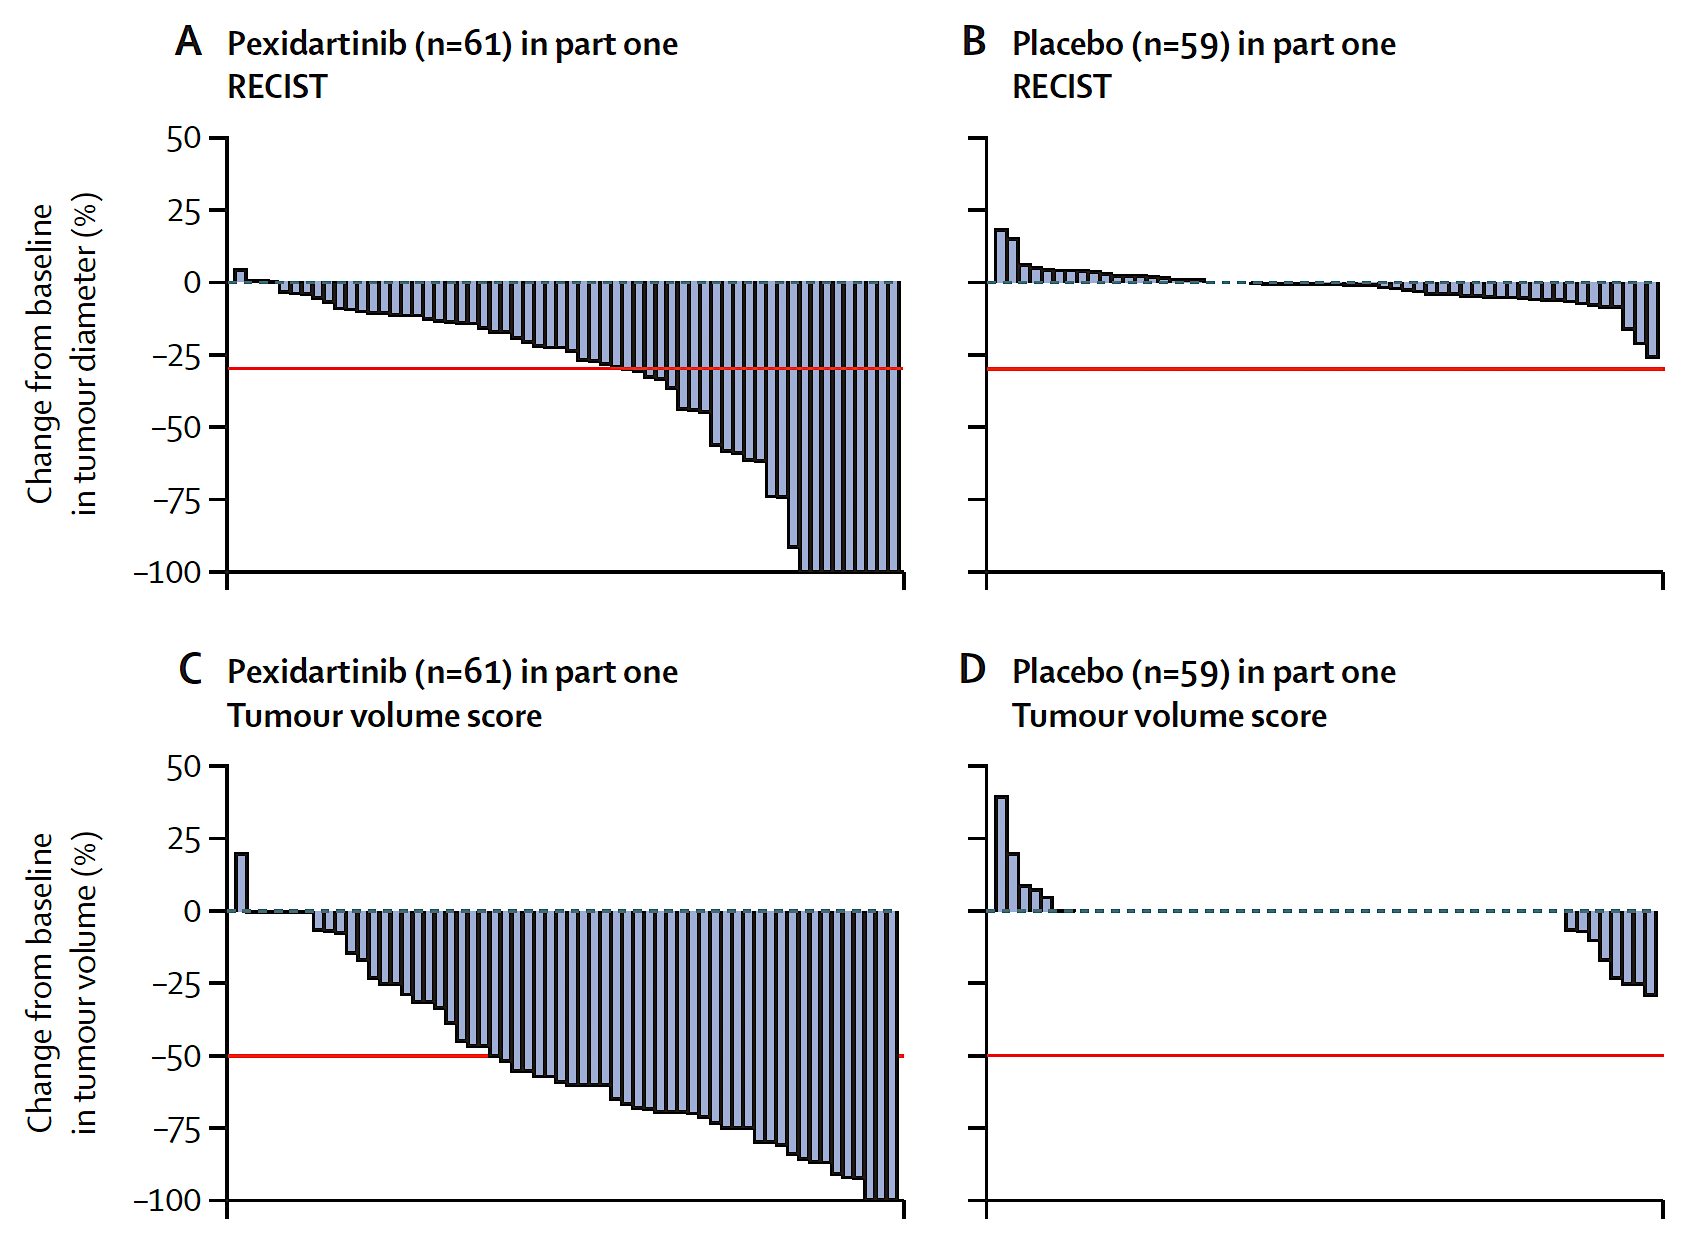 A Pexidartinib (n=61) in part one
RECIST
B Placebo (n=59) in part one
RECIST
Change from baseline
in tumour diameter (%)
50
25
0
–25
–50
–75
–100
C Pexidartinib (n=61) in part one
Tumour volume score
D Placebo (n=59) in part one
Tumour volume score
Change from baseline
in tumour volume (%)
50
25
0
–25
–50
–75
–100